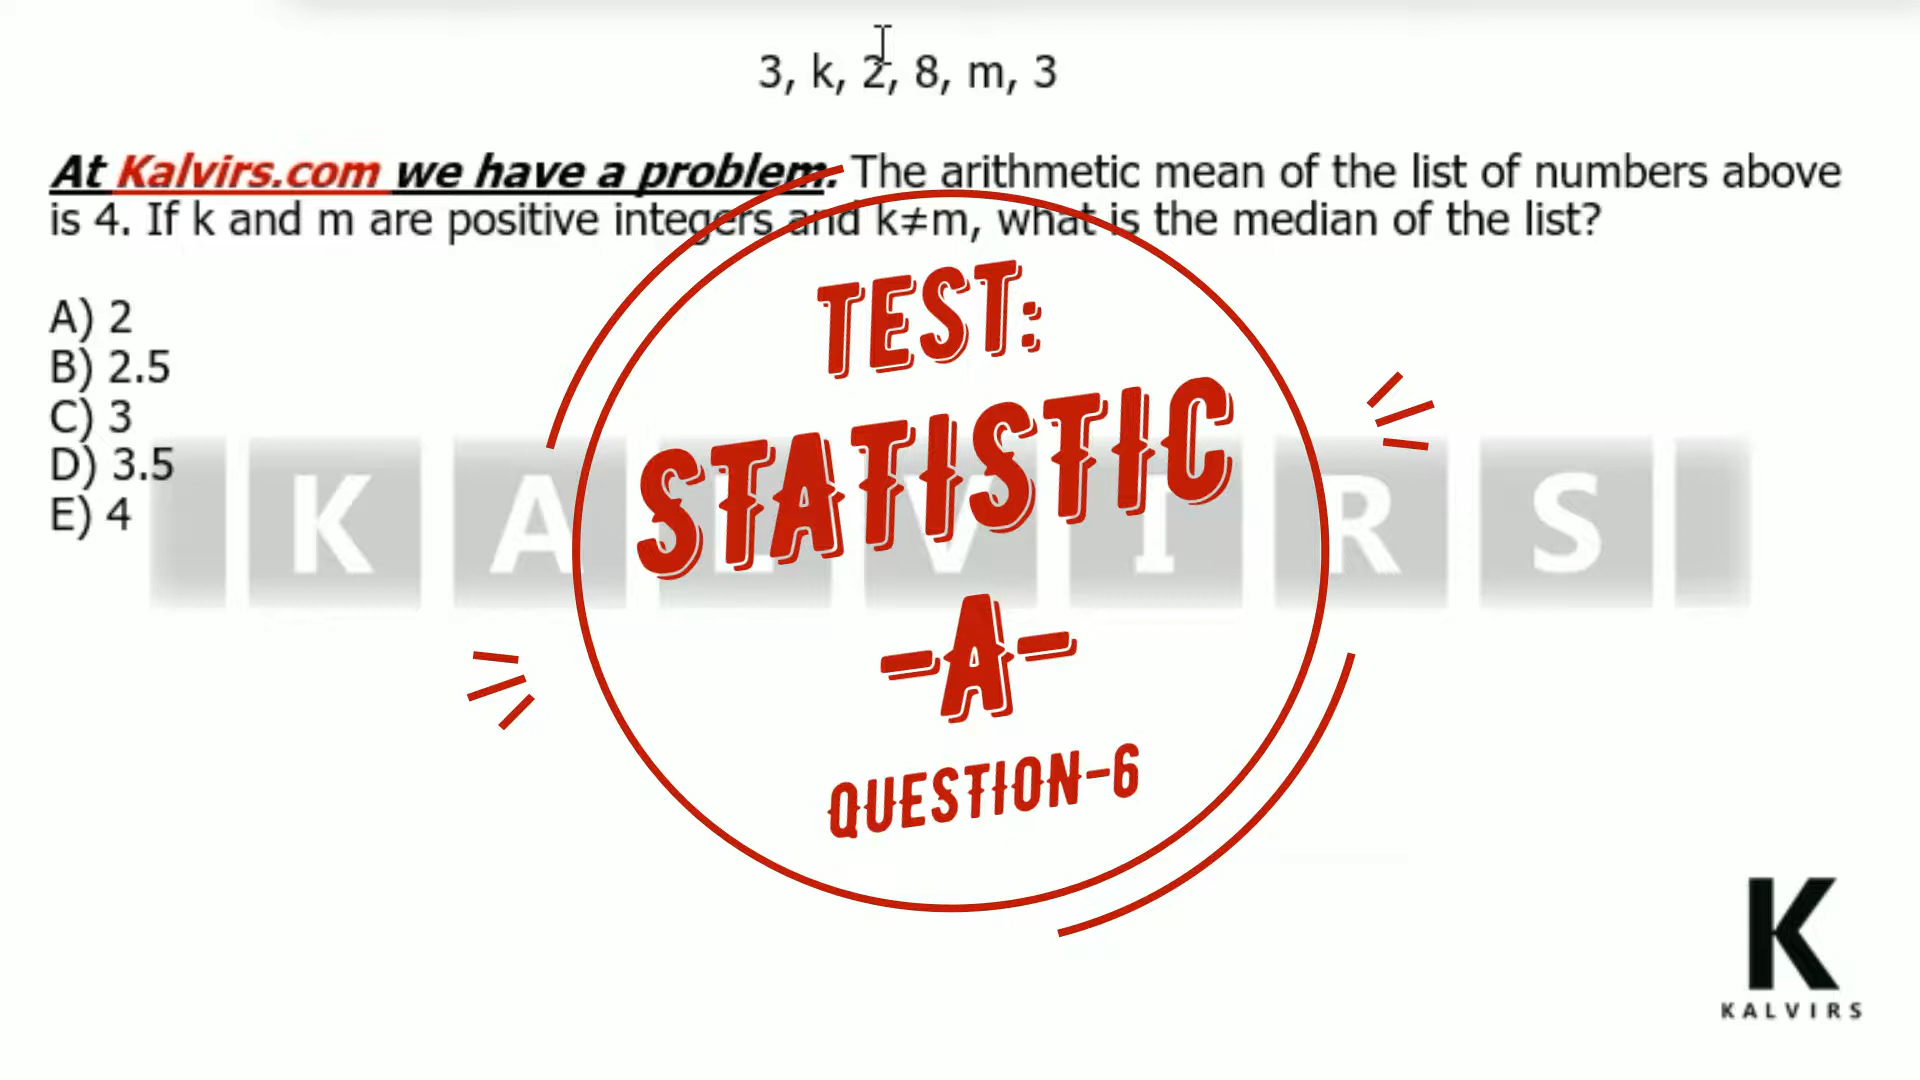 3, k, 2, 8, m, 3
At Kalvirs.com we have a problem. The arithmetic mean of the list of numbers above
is 4. If k and m are positive integers and k≠m, what is the median of the list?
A) 2
B) 2.5
C) 3
D) 3.5
E) 4
TEST:
STATISTIC
-A-
QUESTION-6
K A L V I R S
K
KALVIRS